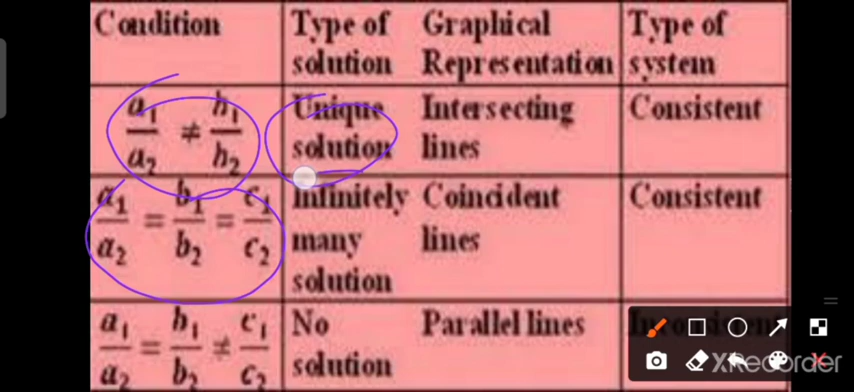 Condition Type of solution Graphical Representation Type of system
a1/a2 ≠ b1/b2 Unique solution Intersecting lines Consistent
a1/a2 = b1/b2 = c1/c2 Infinitely many solution Coincident lines Consistent
a1/a2 = b1/b2 ≠ c1/c2 No solution Parallel lines
XRecorder